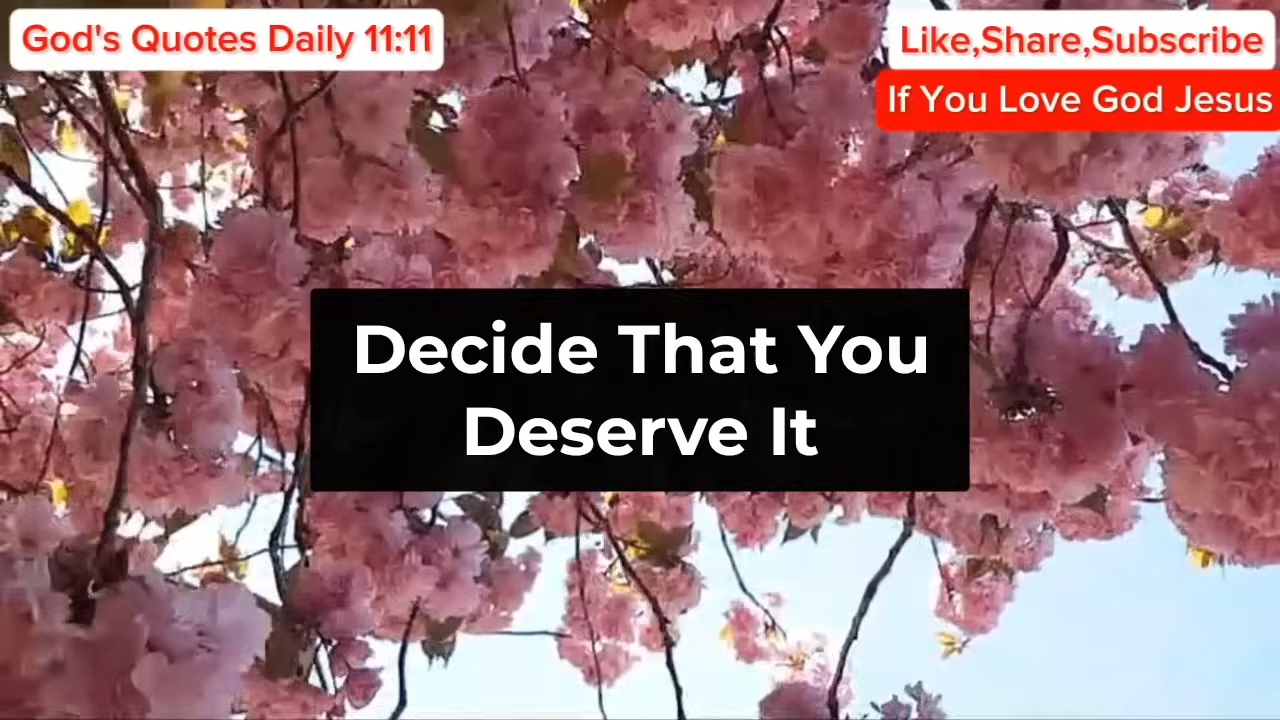 God's Quotes Daily 11:11
Like,Share,Subscribe
If You Love God Jesus
Decide That You
Deserve It